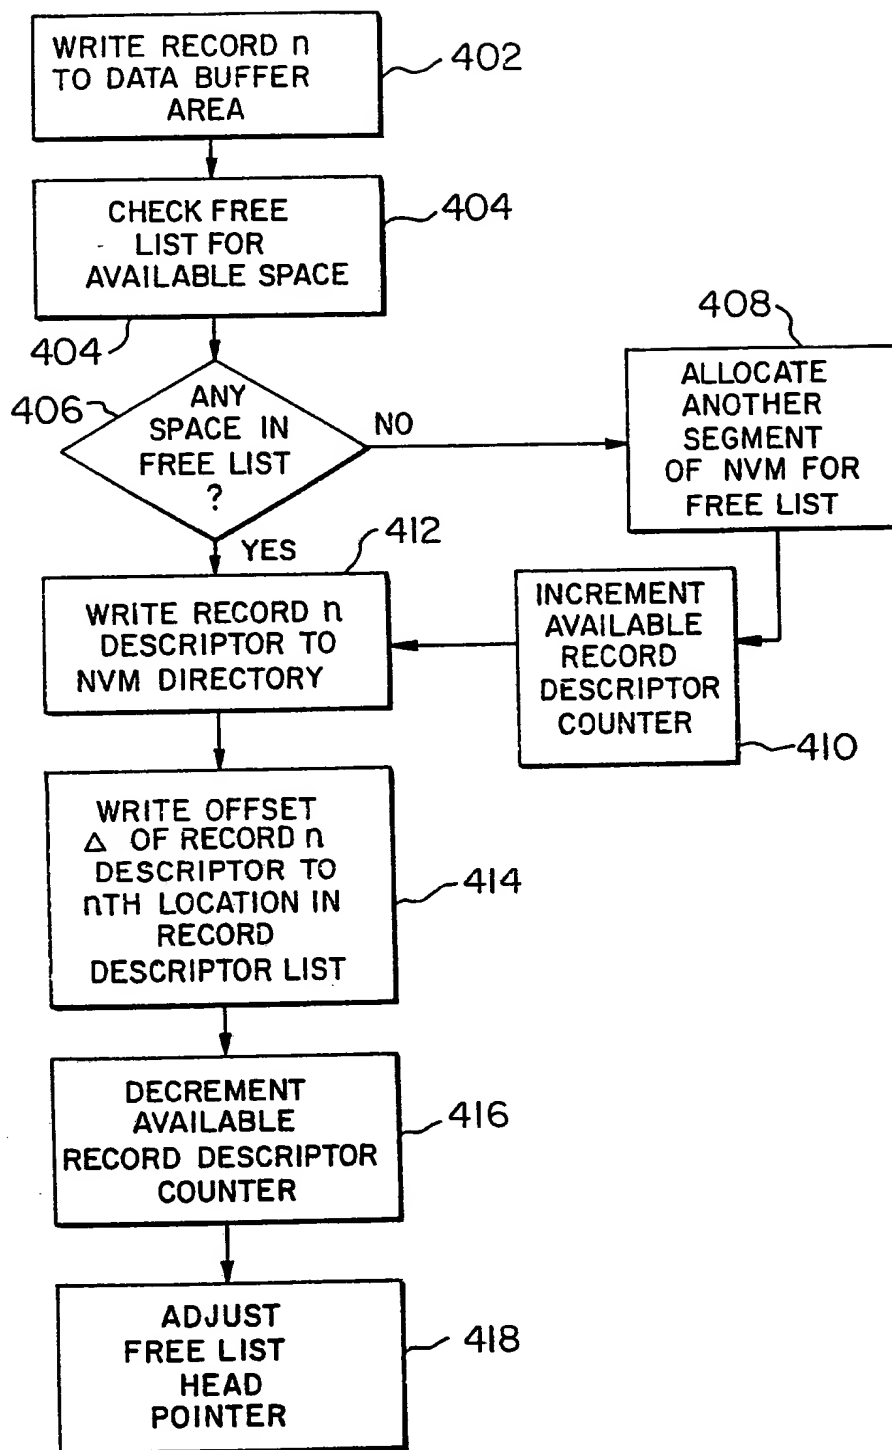 WRITE RECORD n
TO DATA BUFFER
AREA
402
CHECK FREE
LIST FOR
AVAILABLE SPACE
404
404
406
ANY
SPACE IN
FREE LIST
?
NO
YES
408
ALLOCATE
ANOTHER
SEGMENT
OF NVM FOR
FREE LIST
INCREMENT
AVAILABLE
RECORD
DESCRIPTOR
COUNTER
410
412
WRITE RECORD n
DESCRIPTOR TO
NVM DIRECTORY
WRITE OFFSET
Δ OF RECORD n
DESCRIPTOR TO
nTH LOCATION IN
RECORD
DESCRIPTOR LIST
414
DECREMENT
AVAILABLE
RECORD DESCRIPTOR
COUNTER
416
ADJUST
FREE LIST
HEAD
POINTER
418